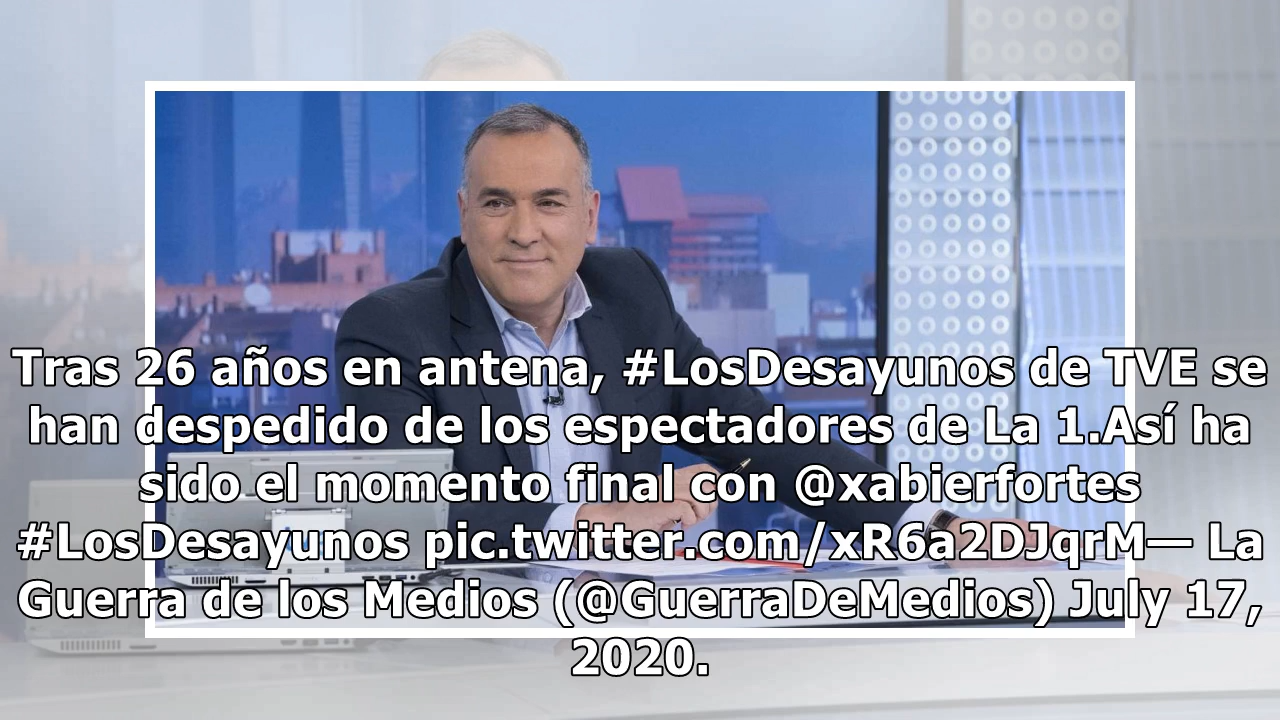 Tras 26 años en antena, #LosDesayunos de TVE se
han despedido de los espectadores de La 1.Así ha
sido el momento final con @xabierfortes
#LosDesayunos pic.twitter.com/xR6a2DJqrM— La
Guerra de los Medios (@GuerraDeMedios) July 17,
2020.